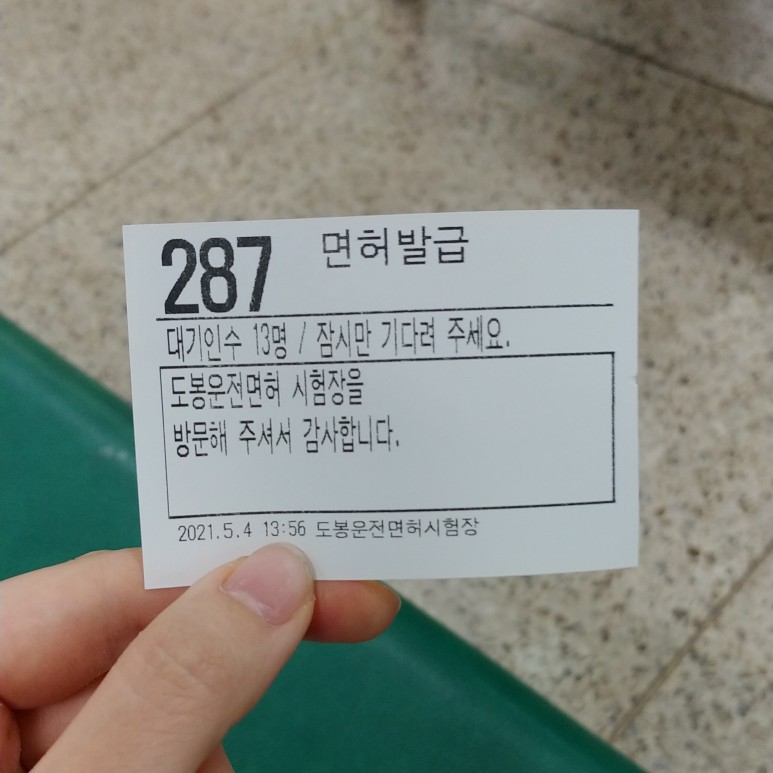 287 면허발급
대기인수 13명 / 잠시만 기다려 주세요.
도봉운전면허 시험장을
방문해 주셔서 감사합니다.
2021.5.4 13:56 도봉운전면허시험장